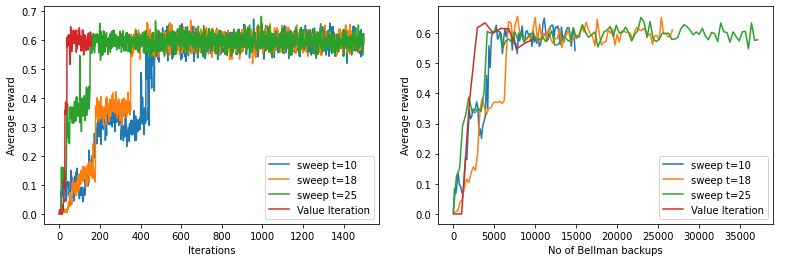 Average reward
0.7
0.6
0.5
0.4
0.3
0.2
0.1
0.0
0 200 400 600 800 1000 1200 1400
Iterations
sweep t=10
sweep t=18
sweep t=25
Value Iteration
Average reward
0.6
0.5
0.4
0.3
0.2
0.1
0.0
0 5000 10000 15000 20000 25000 30000 35000
No of Bellman backups
sweep t=10
sweep t=18
sweep t=25
Value Iteration